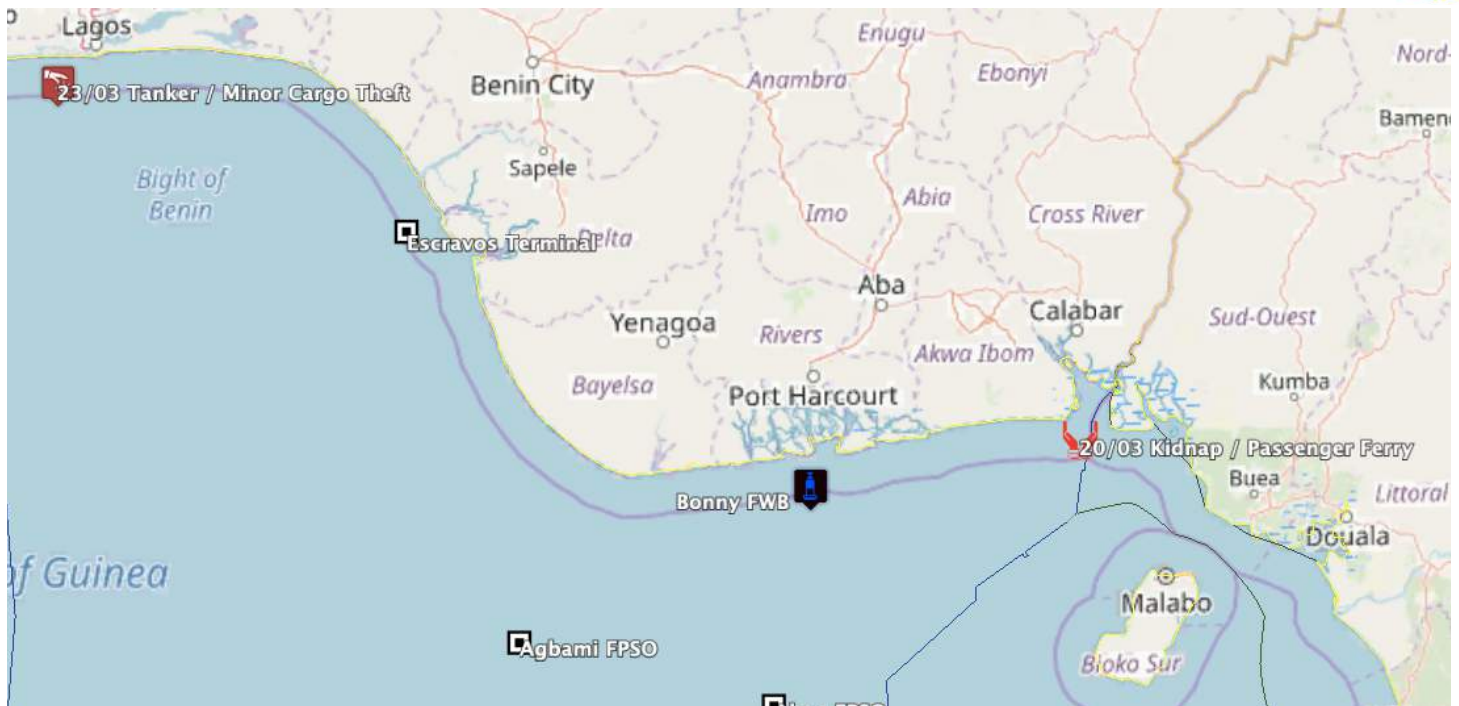 Lagos
23/03 Tanker / Minor Cargo Theft
Benin City
Enugu
Anambra
Ebonyi
Nord-
Bamen
Sapele
Bight of
Benin
Imo
Abia
Cross River
Escravos Terminal
Delta
Aba
Calabar
Yenagoa
Rivers
Akwa Ibom
Sud-Ouest
Bayelsa
Port Harcourt
Kumba
20/03 Kidnap / Passenger Ferry
Buea
Bonny FWB
Littoral
Douala
of Guinea
Malabo
Agbami FPSO
Bioko Sur
FPSO